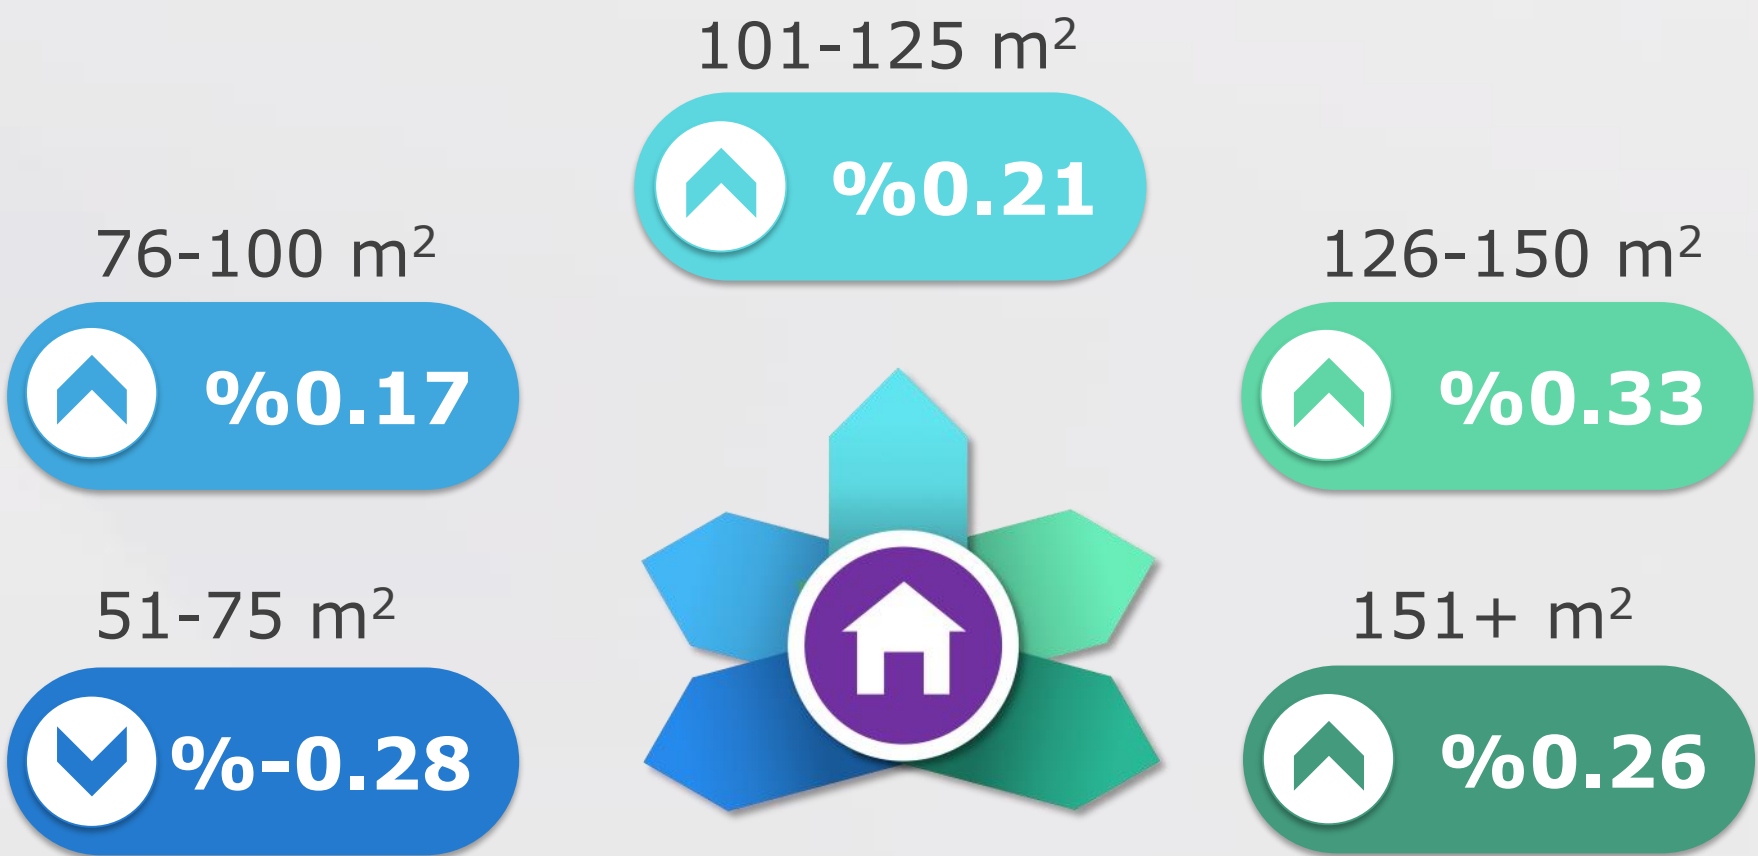 101-125 m²
%0.21
76-100 m²
%0.17
126-150 m²
%0.33
51-75 m²
%-0.28
151+ m²
%0.26